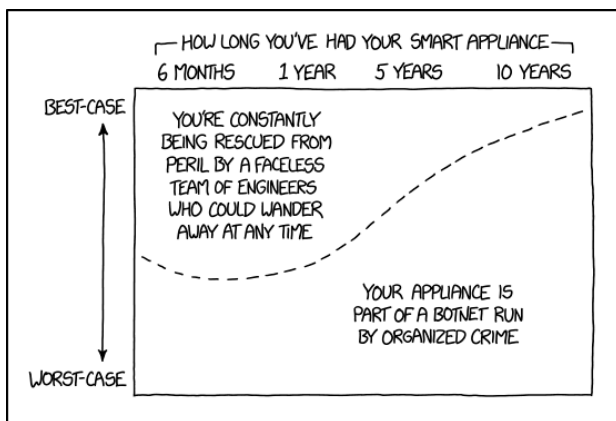 HOW LONG YOU'VE HAD YOUR SMART APPLIANCE
6 MONTHS 1 YEAR 5 YEARS 10 YEARS
BEST-CASE
YOU'RE CONSTANTLY
BEING RESCUED FROM
PERIL BY A FACELESS
TEAM OF ENGINEERS
WHO COULD WANDER
AWAY AT ANY TIME
YOUR APPLIANCE IS
PART OF A BOTNET RUN
BY ORGANIZED CRIME
WORST-CASE